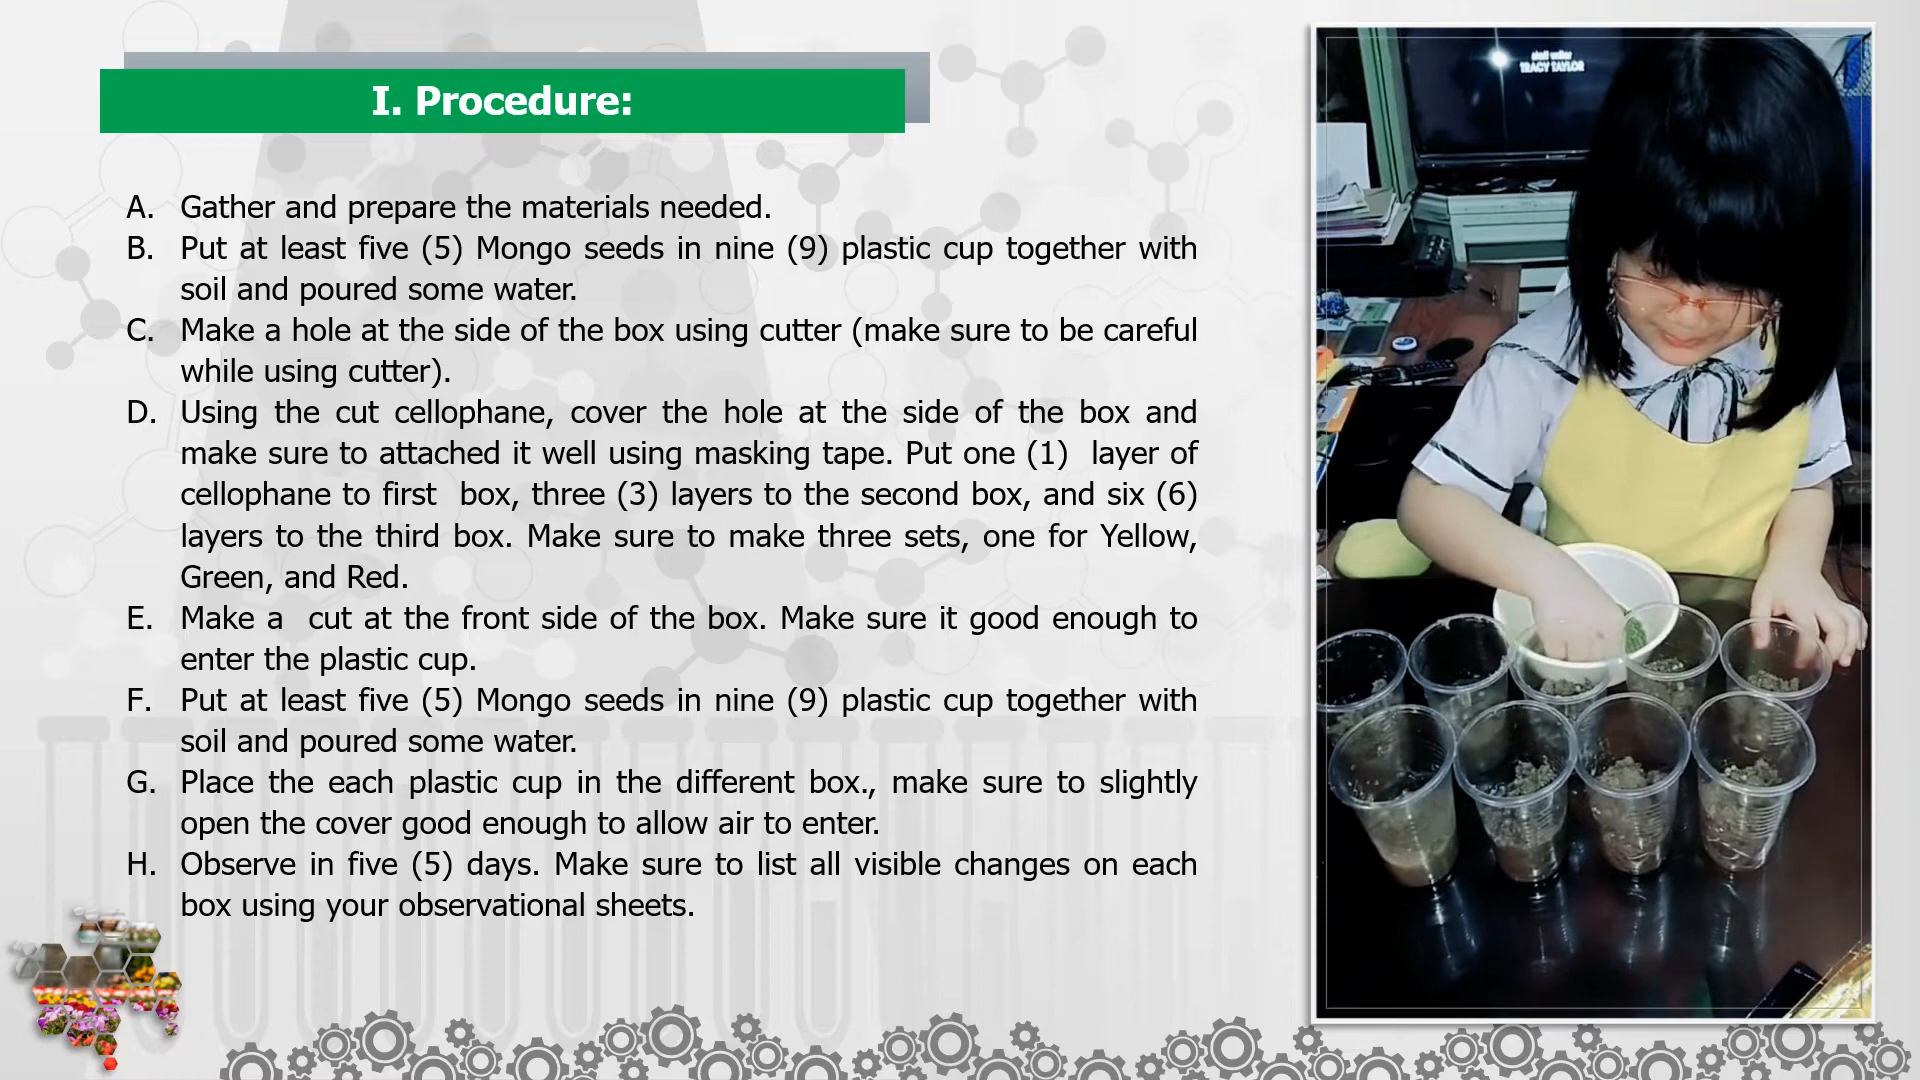 I. Procedure:
A. Gather and prepare the materials needed.
B. Put at least five (5) Mongo seeds in nine (9) plastic cup together with
soil and poured some water.
C. Make a hole at the side of the box using cutter (make sure to be careful
while using cutter).
D. Using the cut cellophane, cover the hole at the side of the box and
make sure to attached it well using masking tape. Put one (1) layer of
cellophane to first box, three (3) layers to the second box, and six (6)
layers to the third box. Make sure to make three sets, one for Yellow,
Green, and Red.
E. Make a cut at the front side of the box. Make sure it good enough to
enter the plastic cup.
F. Put at least five (5) Mongo seeds in nine (9) plastic cup together with
soil and poured some water.
G. Place the each plastic cup in the different box., make sure to slightly
open the cover good enough to allow air to enter.
H. Observe in five (5) days. Make sure to list all visible changes on each
box using your observational sheets.
TRACY TAYLOR